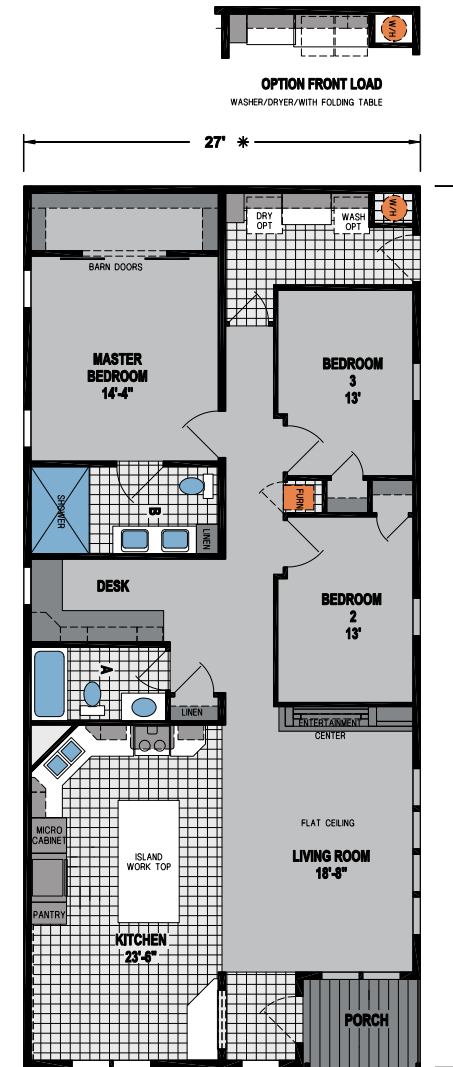 W/H
OPTION FRONT LOAD
WASHER/DRYER/WITH FOLDING TABLE
27' *
W/H
DRY
OPT
WASH
OPT
BARN DOORS
MASTER
BEDROOM
14'-4"
BEDROOM
3
13'
SHOWER
B
LINEN
FURN
DESK
BEDROOM
2
13'
A
LINEN
ENTERTAINMENT
CENTER
FLAT CEILING
MICRO
CABINET
ISLAND
WORK TOP
LIVING ROOM
18'-8"
PANTRY
KITCHEN
23'-6"
PORCH